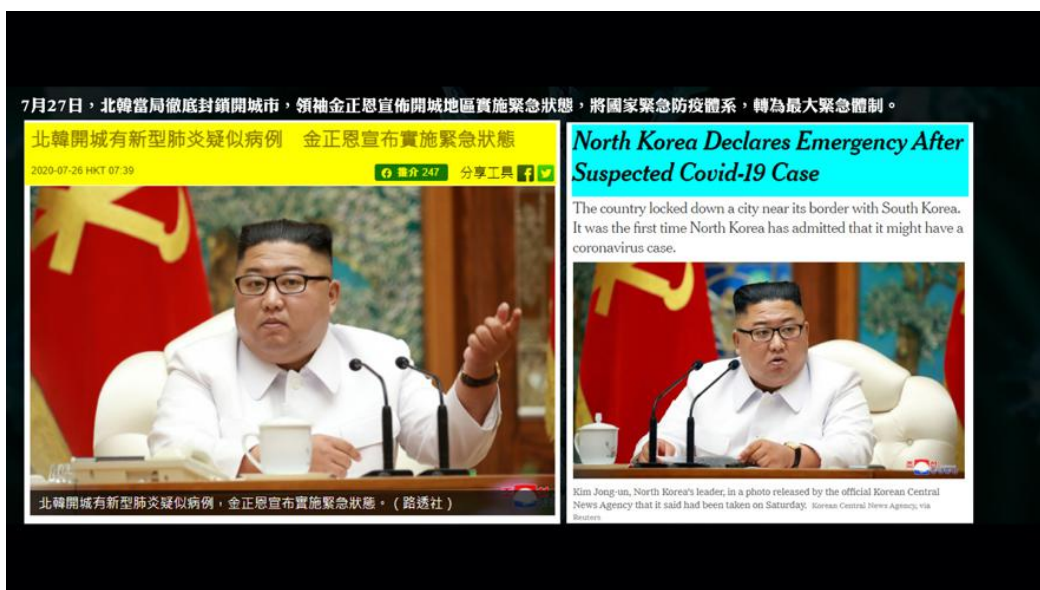 7月27日，北韓當局徹底封鎖開城市，領袖金正恩宣佈開城地區實施緊急狀態，將國家緊急防疫體系，轉為最大緊急體制。
北韓開城有新型肺炎疑似病例　金正恩宣布實施緊急狀態
2020-07-26 HKT 07:39
推介 247 分享工具
北韓開城有新型肺炎疑似病例，金正恩宣布實施緊急狀態。(路透社)
North Korea Declares Emergency After
Suspected Covid-19 Case
The country locked down a city near its border with South Korea.
It was the first time North Korea has admitted that it might have a
coronavirus case.
Kim Jong-un, North Korea's leader, in a photo released by the official Korean Central
News Agency that it said had been taken on Saturday. Korean Central News Agency, via
Reuters